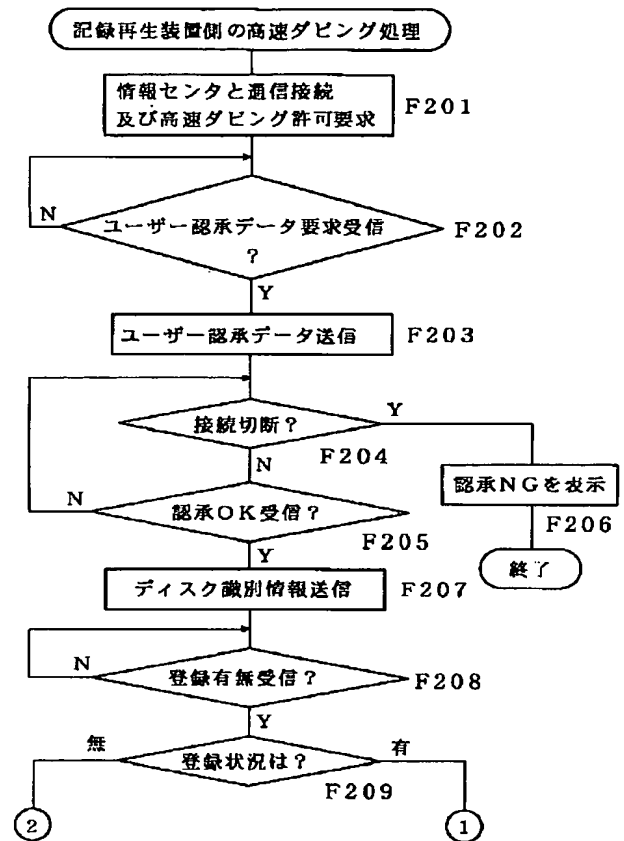 記録再生装置側の高速ダビング処理
情報センタと通信接続
及び高速ダビング許可要求
F201
N
ユーザー認承データ要求受信
?
F202
Y
ユーザー認承データ送信
F203
接続切断?
Y
F204
N
認承NGを表示
F206
終了
N
認承OK受信?
F205
Y
ディスク識別情報送信
F207
N
登録有無受信?
F208
Y
無
登録状況は?
有
F209
2
1